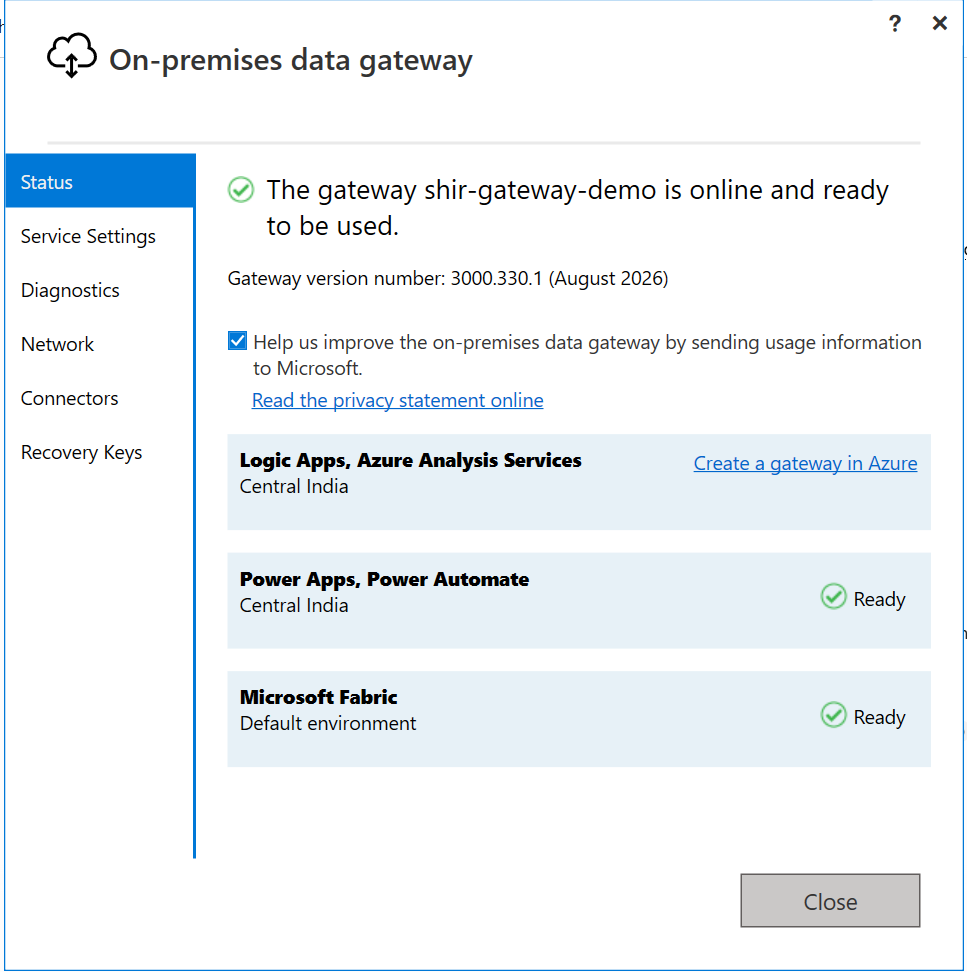 ?
On-premises data gateway
Status
Service Settings
Diagnostics
Network
Connectors
Recovery Keys
The gateway shir-gateway-demo is online and ready
to be used.
Gateway version number: 3000.330.1 (August 2026)
Help us improve the on-premises data gateway by sending usage information
to Microsoft.
Read the privacy statement online
Logic Apps, Azure Analysis Services
Create a gateway in Azure
Central India
Power Apps, Power Automate
Central India
Ready
Microsoft Fabric
Default environment
Ready
Close